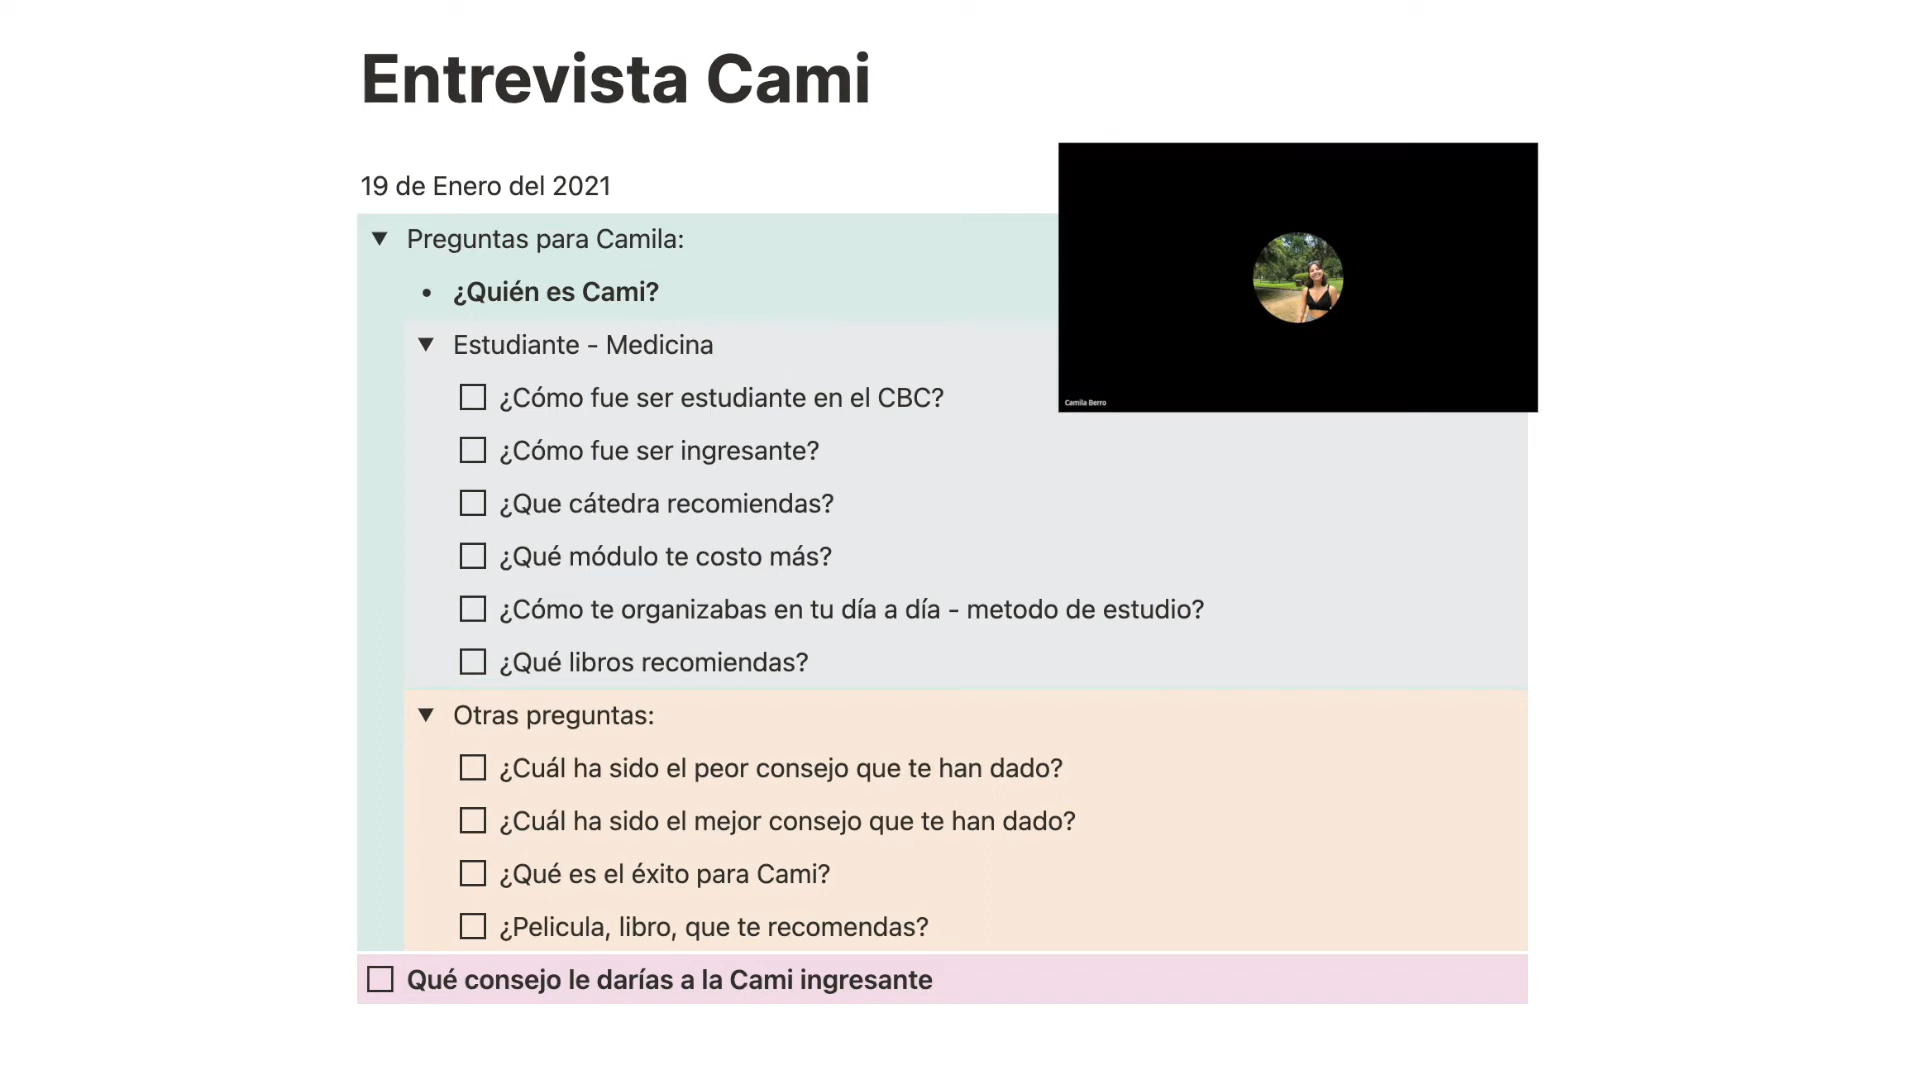 Entrevista Cami
19 de Enero del 2021
Preguntas para Camila:
¿Quién es Cami?
Estudiante - Medicina
¿Cómo fue ser estudiante en el CBC?
¿Cómo fue ser ingresante?
¿Que cátedra recomiendas?
¿Qué módulo te costo más?
¿Cómo te organizabas en tu día a día - metodo de estudio?
¿Qué libros recomiendas?
Otras preguntas:
¿Cuál ha sido el peor consejo que te han dado?
¿Cuál ha sido el mejor consejo que te han dado?
¿Qué es el éxito para Cami?
¿Pelicula, libro, que te recomendas?
Qué consejo le darías a la Cami ingresante
Camila Berro